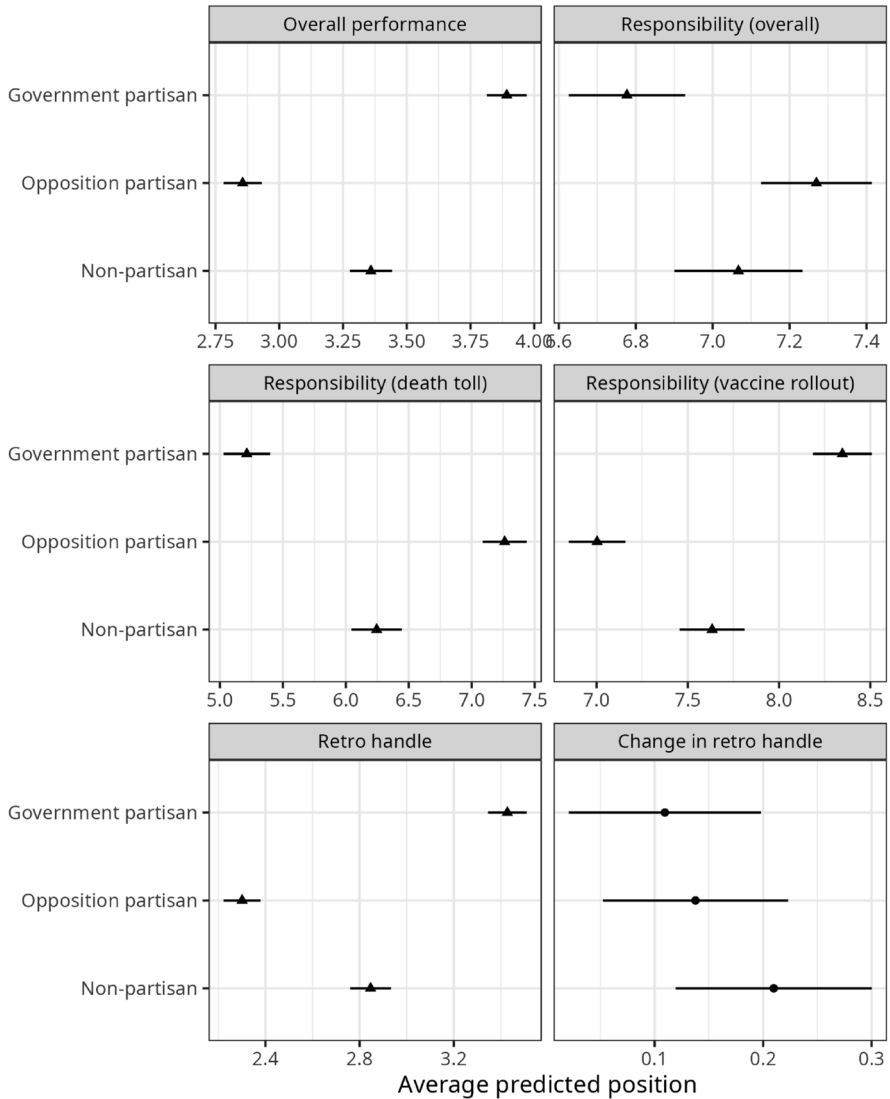 Overall performance
Responsibility (overall)
Government partisan
Opposition partisan
Non-partisan
2.75 3.00 3.25 3.50 3.75 4.00
6.6 6.8 7.0 7.2 7.4
Responsibility (death toll)
Responsibility (vaccine rollout)
Government partisan
Opposition partisan
Non-partisan
5.0 5.5 6.0 6.5 7.0 7.5
7.0 7.5 8.0 8.5
Retro handle
Change in retro handle
Government partisan
Opposition partisan
Non-partisan
2.4 2.8 3.2
0.1 0.2 0.3
Average predicted position